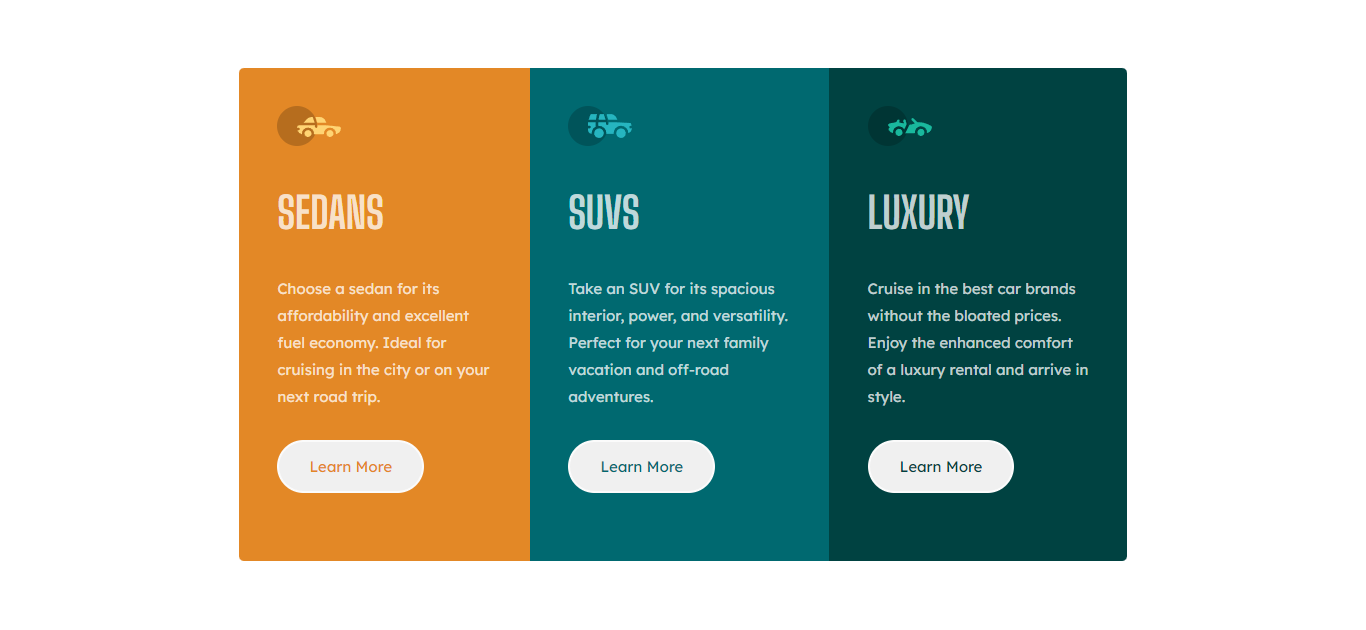 SEDANS
Choose a sedan for its
affordability and excellent
fuel economy. Ideal for
cruising in the city or on your
next road trip.
Learn More
SUVS
Take an SUV for its spacious
interior, power, and versatility.
Perfect for your next family
vacation and off-road
adventures.
Learn More
LUXURY
Cruise in the best car brands
without the bloated prices.
Enjoy the enhanced comfort
of a luxury rental and arrive in
style.
Learn More